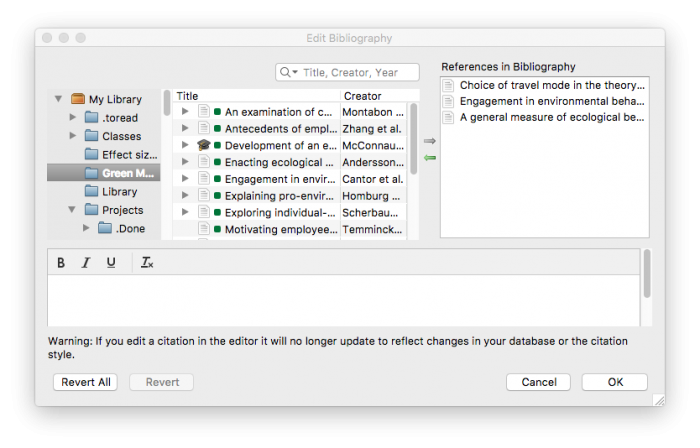 Edit Bibliography
Title, Creator, Year
References in Bibliography
My Library
.toread
Classes
Effect siz...
Green M...
Library
Projects
.Done
Title Creator
An examination of c... Montabon ...
Antecedents of empl... Zhang et al.
Development of an e... McConnau...
Enacting ecological ... Andersson...
Engagement in envir... Cantor et al.
Explaining pro-envir... Homburg ...
Exploring individual-... Scherbau...
Motivating employee... Temminck...
Choice of travel mode in the theory...
Engagement in environmental beha...
A general measure of ecological be...
B I U Tx
Warning: If you edit a citation in the editor it will no longer update to reflect changes in your database or the citation
style.
Revert All Revert Cancel OK